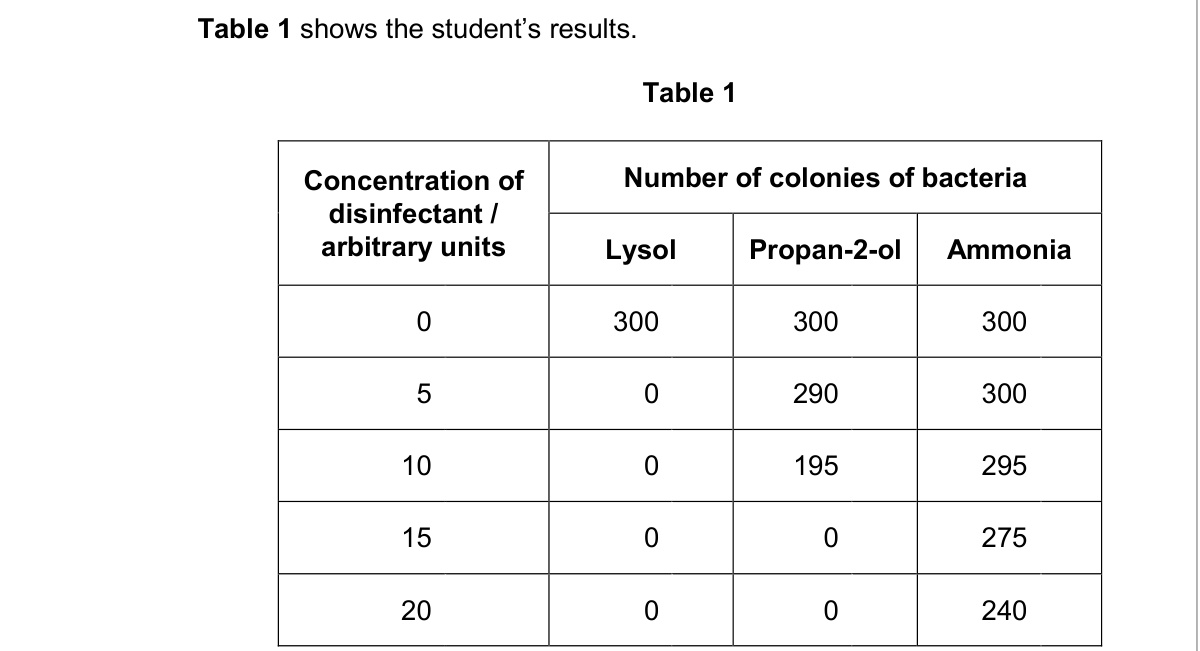 Table 1 shows the student’s results.
Table 1
Concentration of
disinfectant /
arbitrary units
Number of colonies of bacteria
Lysol Propan-2-ol Ammonia
0 300 300 300
5 0 290 300
10 0 195 295
15 0 0 275
20 0 0 240